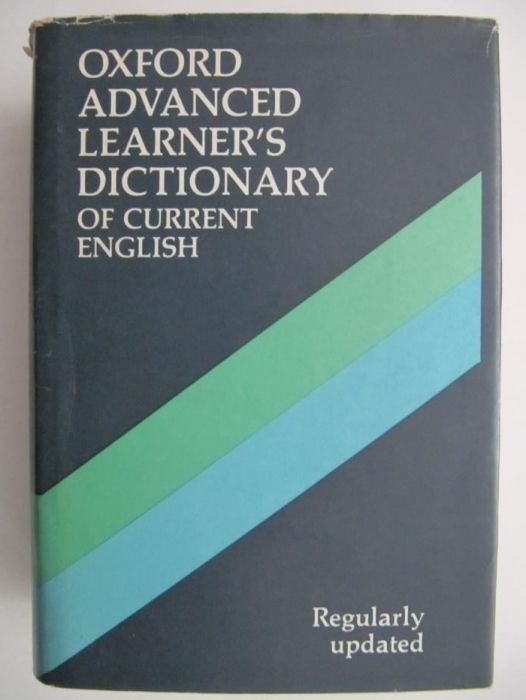 OXFORD
ADVANCED
LEARNER'S
DICTIONARY
OF CURRENT
ENGLISH
Regularly
updated